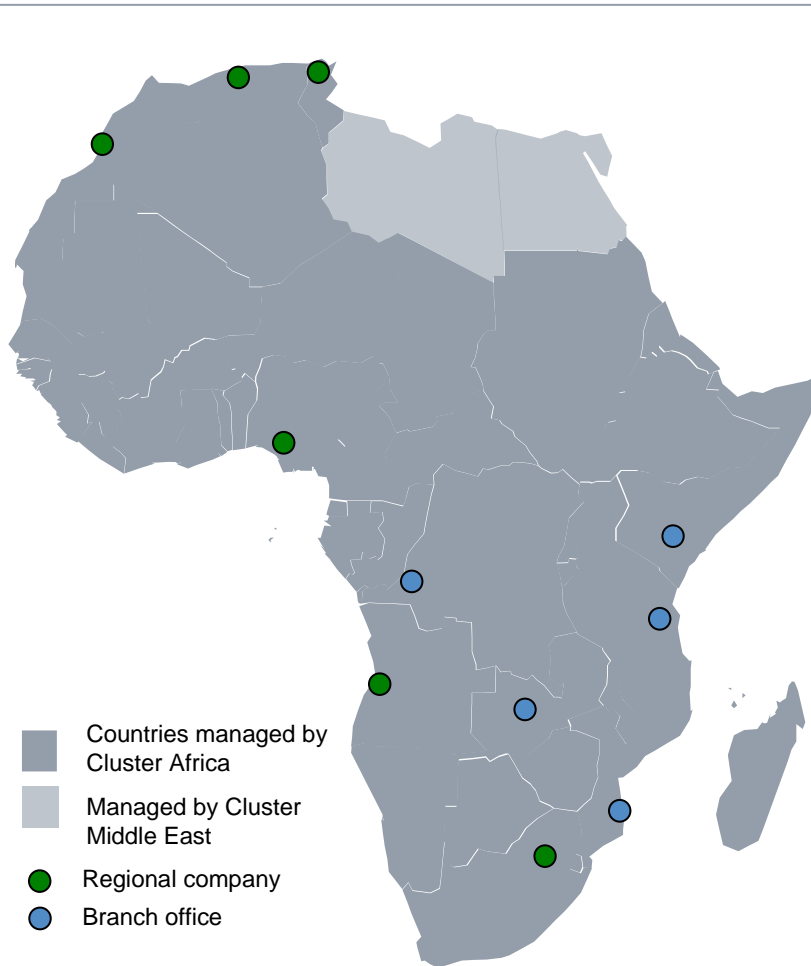 Countries managed by
Cluster Africa
Managed by Cluster
Middle East
Regional company
Branch office